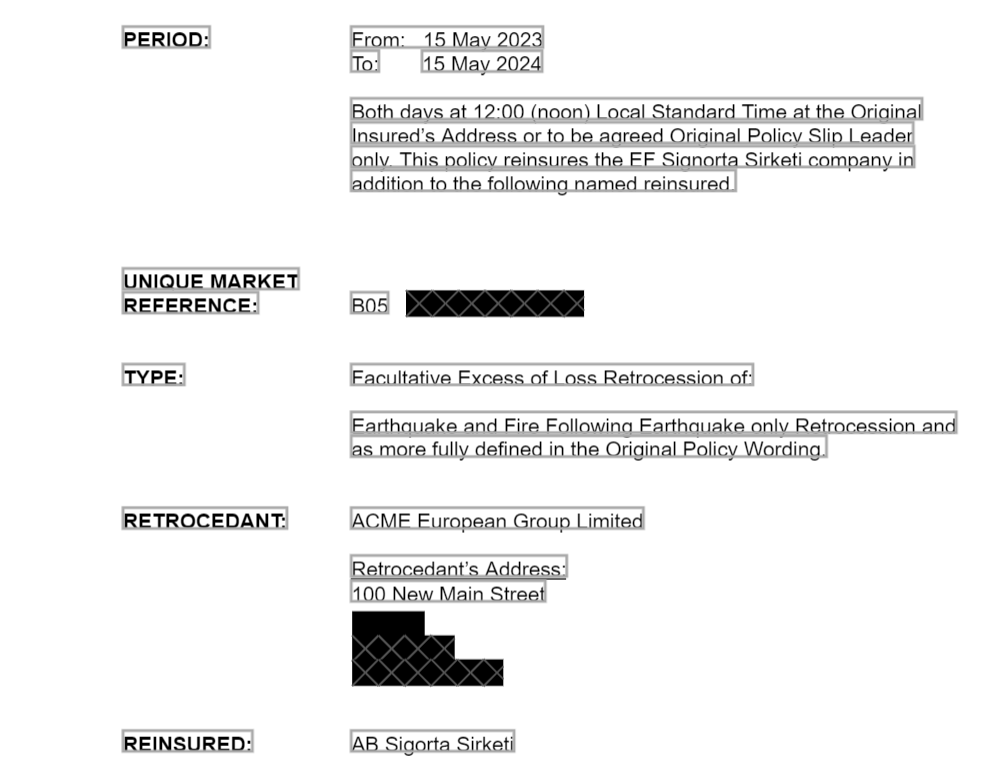 PERIOD: From: 15 May 2023
To: 15 May 2024
Both days at 12:00 (noon) Local Standard Time at the Original
Insured's Address or to be agreed Original Policy Slip Leader
only. This policy reinsures the EF Signorta Sirketi company in
addition to the following named reinsured.
UNIQUE MARKET
REFERENCE: B05
TYPE: Facultative Excess of Loss Retrocession of:
Earthquake and Fire Following Earthquake only Retrocession and
as more fully defined in the Original Policy Wording.
RETROCEDANT: ACME European Group Limited
Retrocedant's Address:
100 New Main Street
REINSURED: AB Sigorta Sirketi